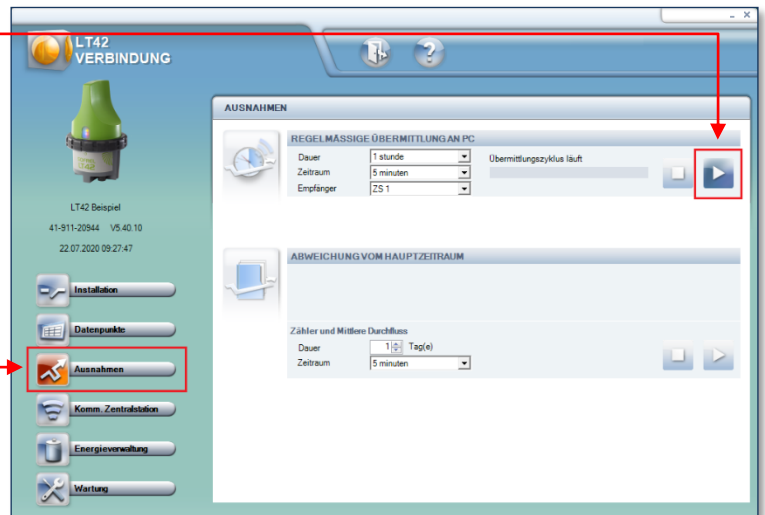 LT42
VERBINDUNG
LT42 Beispiel
41-911-20944 V5.40.10
22.07.2020 09:27:47
Installation
Datenpunkte
Ausnahmen
Komm. Zentralstation
Energieverwaltung
Wartung
AUSNAHMEN
REGELMÄSSIGE ÜBERMITTLUNG AN PC
Dauer 1 stunde Übermittlungszyklus läuft
Zeitraum 5 minuten
Empfänger ZS 1
ABWEICHUNG VOM HAUPTZEITRAUM
Zähler und Mittlere Durchfluss
Dauer 1 Tag(e)
Zeitraum 5 minuten